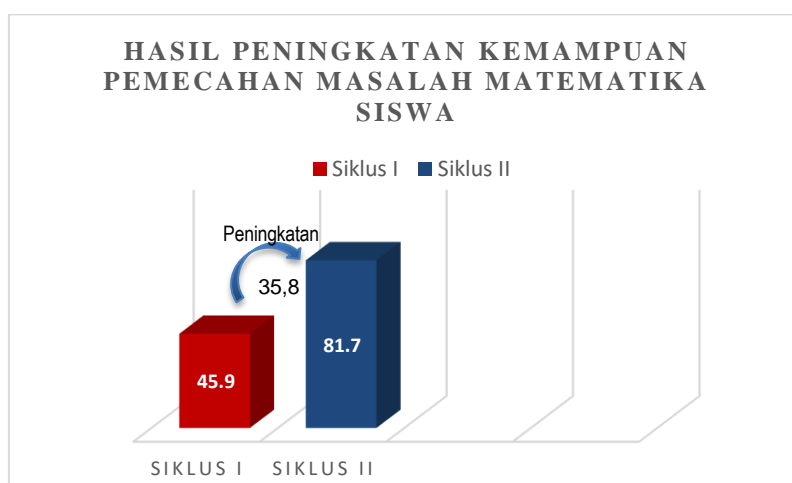 HASIL PENINGKATAN KEMAMPUAN
PEMECAHAN MASALAH MATEMATIKA
SISWA
Siklus I Siklus II
Peningkatan
35,8
81.7
45.9
SIKLUS I SIKLUS II